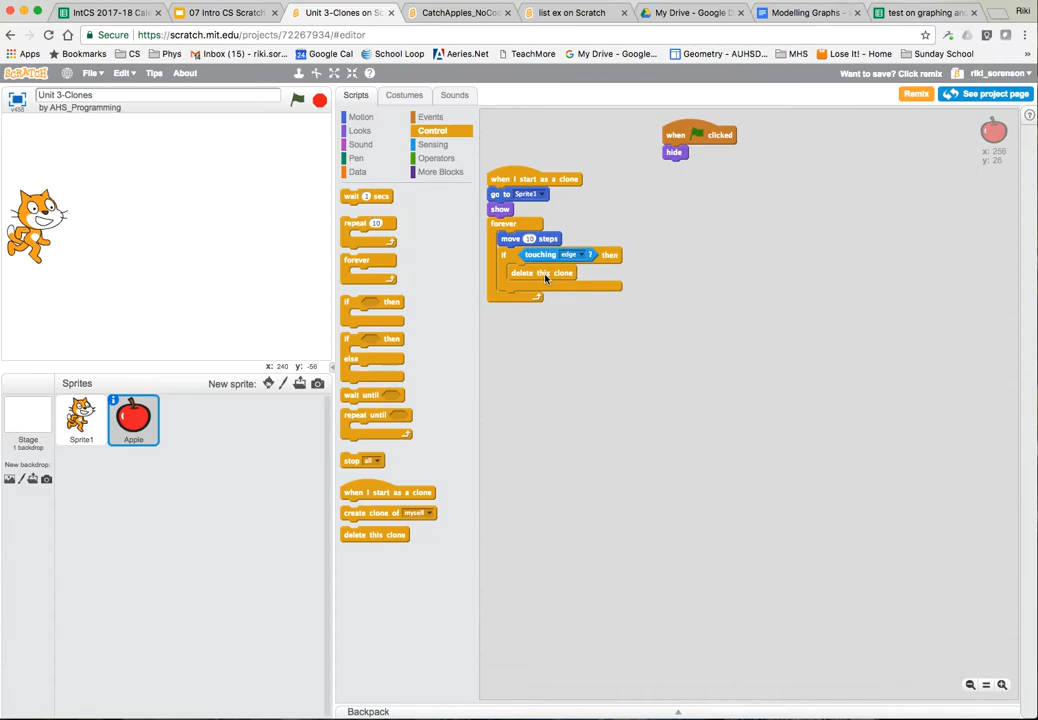 IntCS 2017-18 Cale
07 Intro CS Scratch
Unit 3-Clones on Sc
CatchApples_NoCod
list ex on Scratch
My Drive - Google D
Modelling Graphs
test on graphing an
Riki
Secure https://scratch.mit.edu/projects/72267934/#editor
Apps Bookmarks CS Phys Inbox (15) - riki.sor... Google Cal School Loop Aeries.Net TeachMore My Drive - Google... Geometry - AUHSD... MHS Lose It! - Home Sunday School
SCRATCH File Edit Tips About
Want to save? Click remix riki_sorenson
v458
Unit 3-Clones
by AHS_Programming
Scripts Costumes Sounds
Remix See project page
Motion Events
Looks Control
Sound Sensing
Pen Operators
Data More Blocks
wait 1 secs
repeat 10
forever
if then
if then
else
wait until
repeat until
stop all
when I start as a clone
create clone of myself
delete this clone
when clicked
hide
x: 256
y: 26
when I start as a clone
go to Sprite1
show
forever
move 10 steps
if touching edge ? then
delete this clone
x: 240 y: -56
Sprites New sprite:
Stage
1 backdrop
New backdrop:
Sprite1
Apple
Backpack